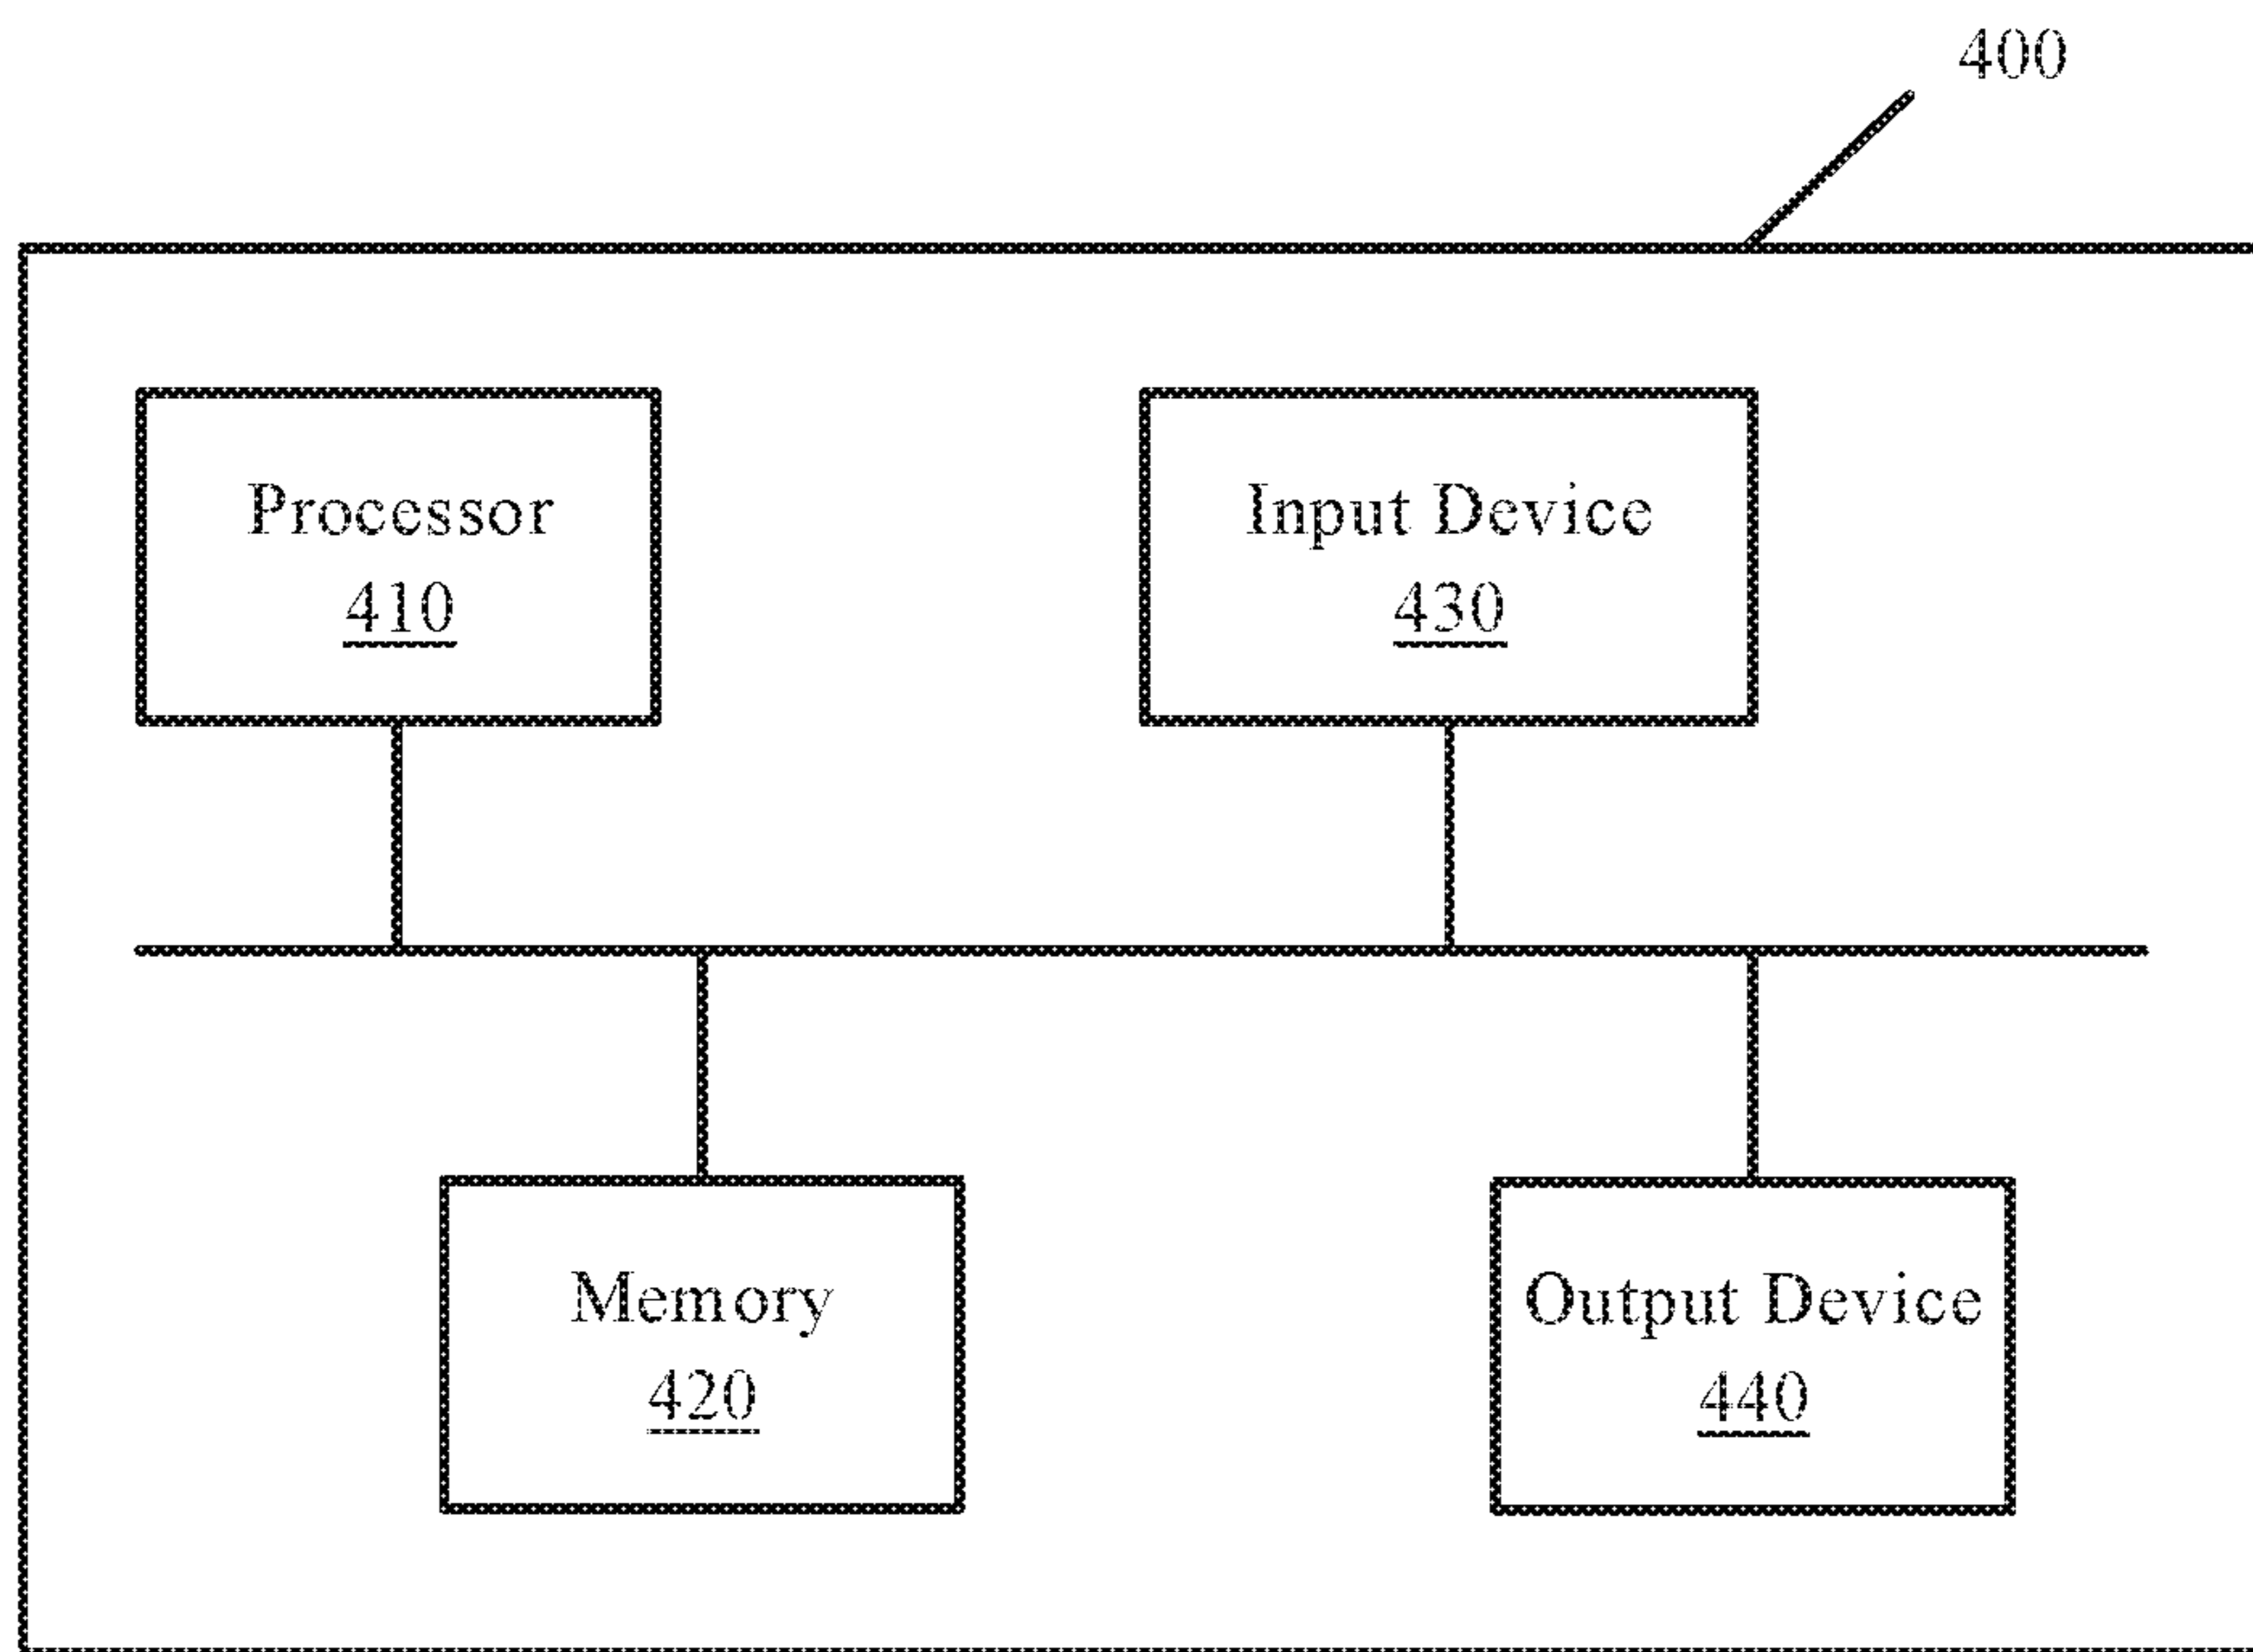 400
Processor
410
Input Device
430
Memory
420
Output Device
440